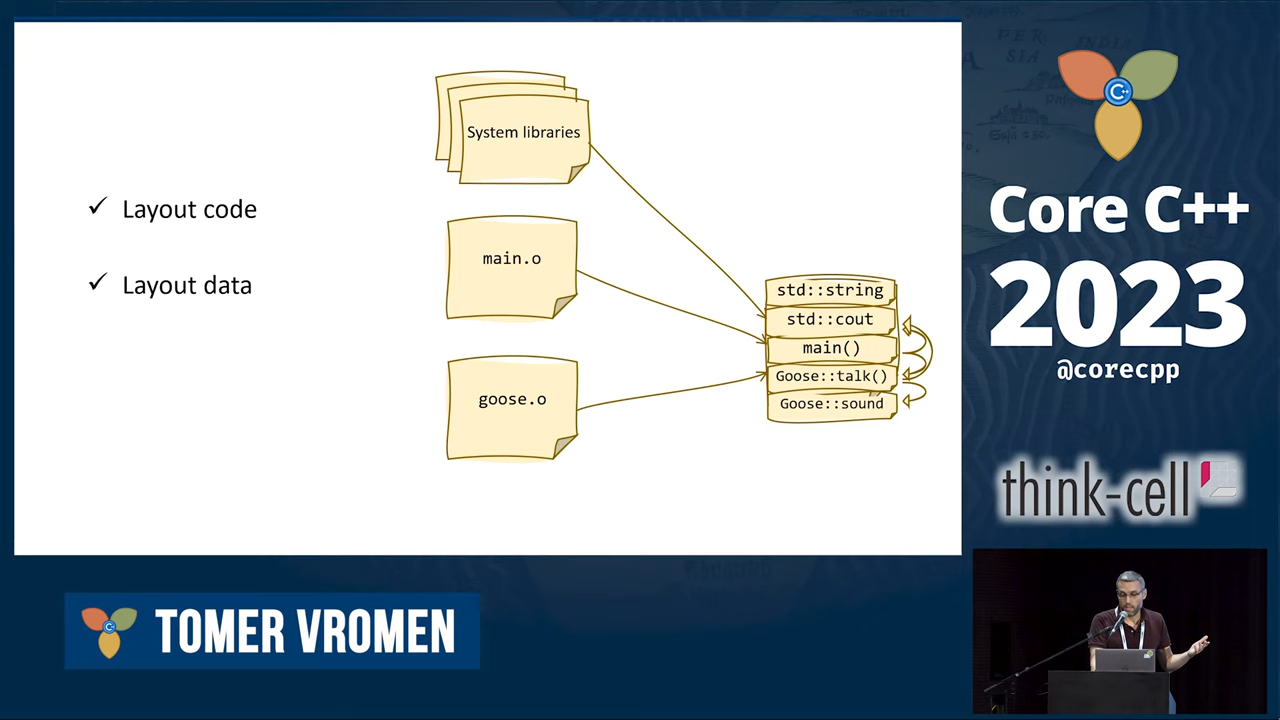 System libraries
✓ Layout code
main.o
✓ Layout data
std::string
std::cout
main()
Goose::talk()
goose.o
Goose::sound
C++
Core C++
2023
@corecpp
think-cell
TOMER VROMEN